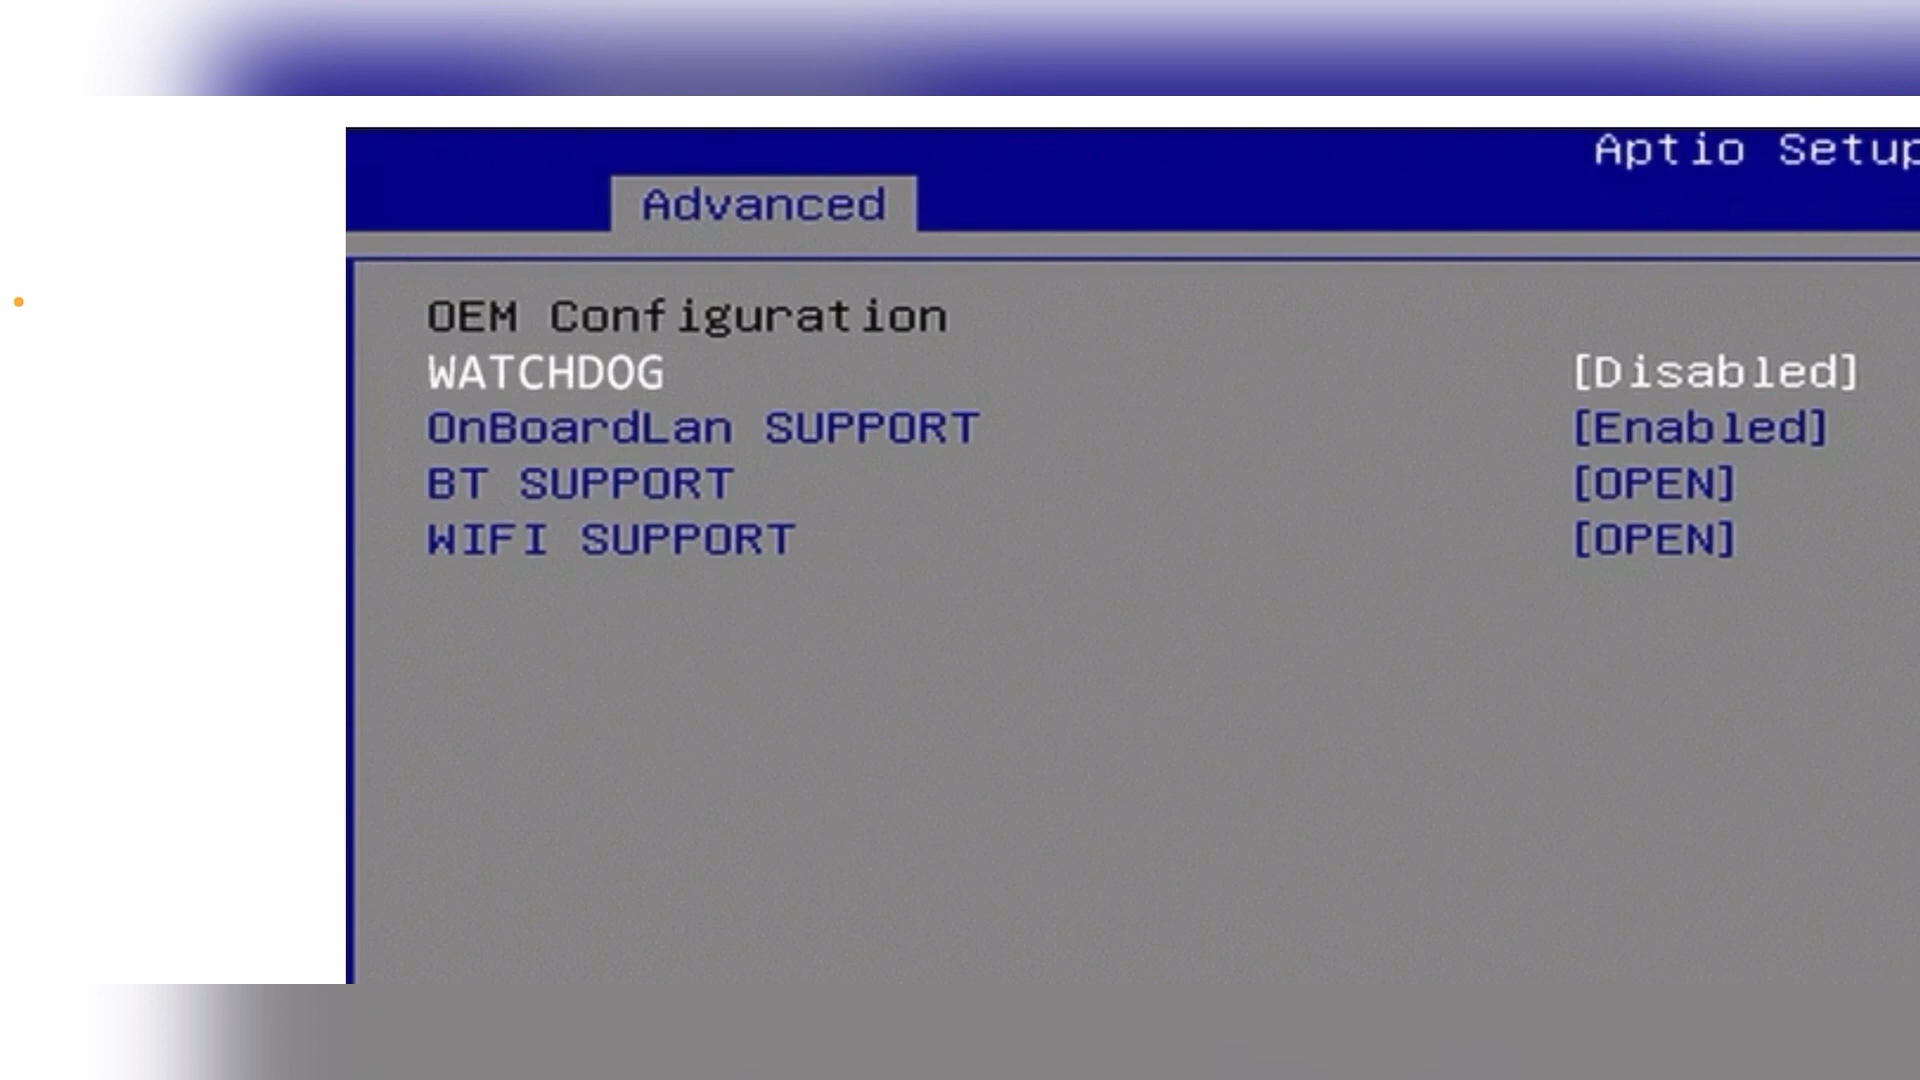 Aptio Setup
Advanced
OEM Configuration
WATCHDOG [Disabled]
OnBoardLan SUPPORT [Enabled]
BT SUPPORT [OPEN]
WIFI SUPPORT [OPEN]